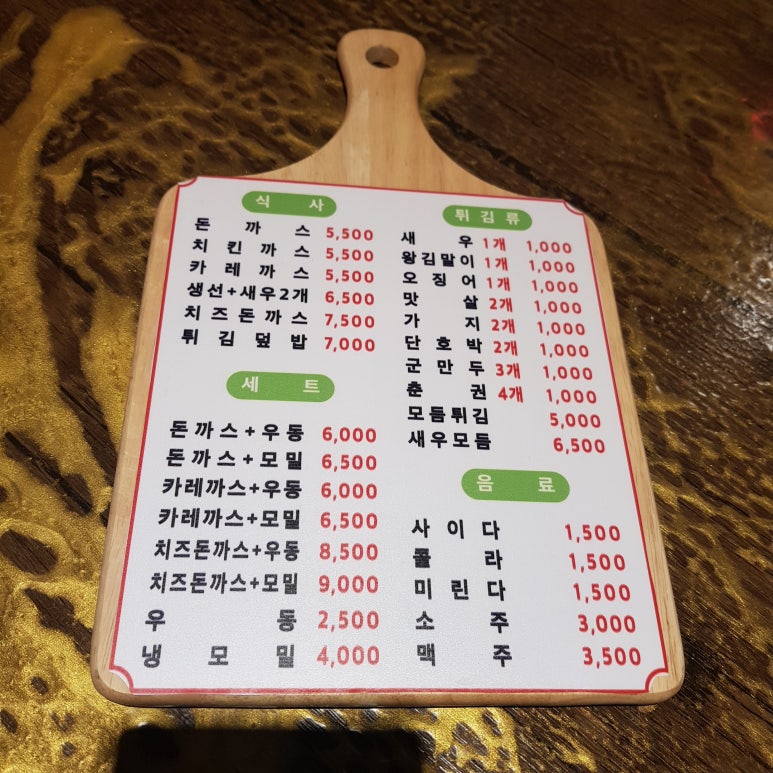 식 사
돈 까 스 5,500
치 킨 까 스 5,500
카 레 까 스 5,500
생선+새우2개 6,500
치즈돈까스 7,500
튀 김 덮 밥 7,000
세 트
돈까스+우동 6,000
돈까스+모밀 6,500
카레까스+우동 6,000
카레까스+모밀 6,500
치즈돈까스+우동 8,500
치즈돈까스+모밀 9,000
우 동 2,500
냉 모 밀 4,000
튀 김 류
새 우 1개 1,000
왕김말이 1개 1,000
오 징 어 1개 1,000
맛 살 2개 1,000
가 지 2개 1,000
단 호 박 2개 1,000
군 만 두 3개 1,000
춘 권 4개 1,000
모듬튀김 5,000
새우모듬 6,500
음 료
사 이 다 1,500
콜 라 1,500
미 린 다 1,500
소 주 3,000
맥 주 3,500